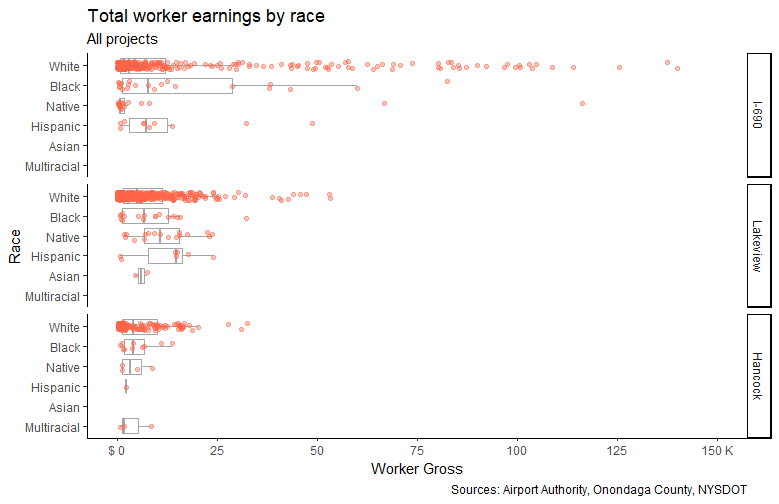 Total worker earnings by race
All projects
Race
White
Black
Native
Hispanic
Asian
Multiracial
I-690
White
Black
Native
Hispanic
Asian
Multiracial
Lakeview
White
Black
Native
Hispanic
Asian
Multiracial
Hancock
$ 0 25 50 75 100 125 150 K
Worker Gross
Sources: Airport Authority, Onondaga County, NYSDOT